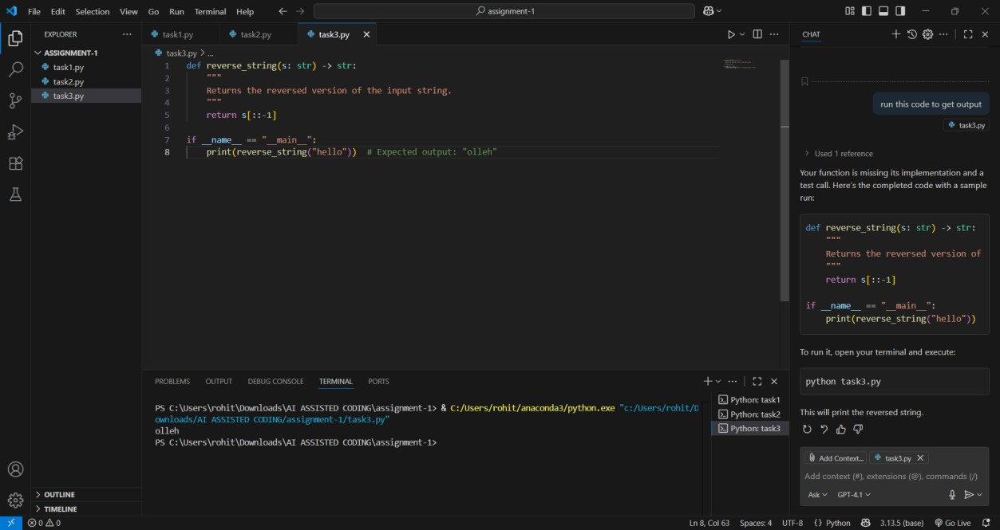 File Edit Selection View Go Run Terminal Help
assignment-1
EXPLORER
ASSIGNMENT-1
task1.py
task2.py
task3.py
OUTLINE
TIMELINE
task1.py task2.py task3.py
task3.py > ...
1 def reverse_string(s: str) -> str:
2 """
3 Returns the reversed version of the input string.
4 """
5 return s[::-1]
6
7 if __name__ == "__main__":
8 print(reverse_string("hello"))  # Expected output: "olleh"
PROBLEMS OUTPUT DEBUG CONSOLE TERMINAL PORTS
PS C:\Users\rohit\Downloads\AI ASSISTED CODING\assignment-1> & C:/Users/rohit/anaconda3/python.exe "c:/Users/rohit/D
ownloads/AI ASSISTED CODING/assignment-1/task3.py"
olleh
PS C:\Users\rohit\Downloads\AI ASSISTED CODING\assignment-1>
Python: task1
Python: task2
Python: task3
CHAT
run this code to get output
task3.py
Used 1 reference
Your function is missing its implementation and a
test call. Here's the completed code with a sample
run:
def reverse_string(s: str) -> str:
"""
Returns the reversed version of
"""
return s[::-1]
if __name__ == "__main__":
print(reverse_string("hello"))
To run it, open your terminal and execute:
python task3.py
This will print the reversed string.
Add Context... task3.py
Add context (#), extensions (@), commands (/)
Ask GPT-4.1
0 0
Ln 8, Col 63 Spaces: 4 UTF-8 {} Python 3.13.5 (base) Go Live